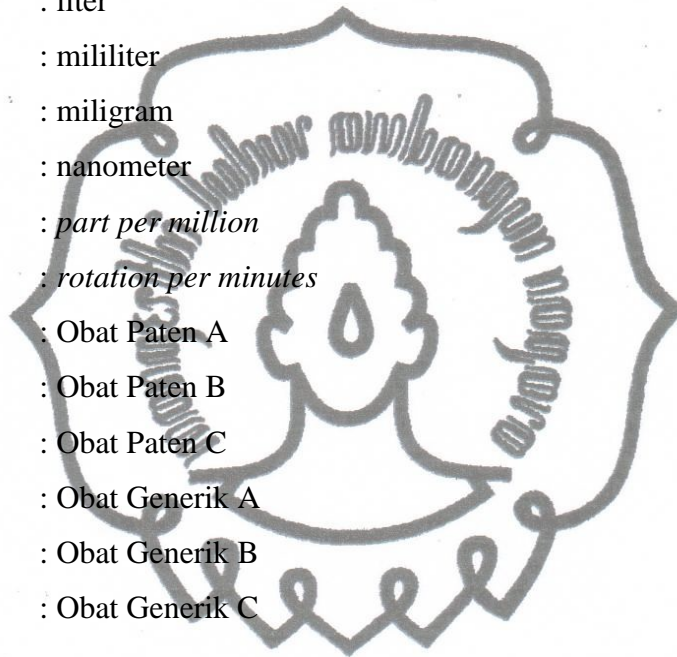 : liter
: mililiter
: miligram
: nanometer
: part per million
: rotation per minutes
: Obat Paten A
: Obat Paten B
: Obat Paten C
: Obat Generik A
: Obat Generik B
: Obat Generik C